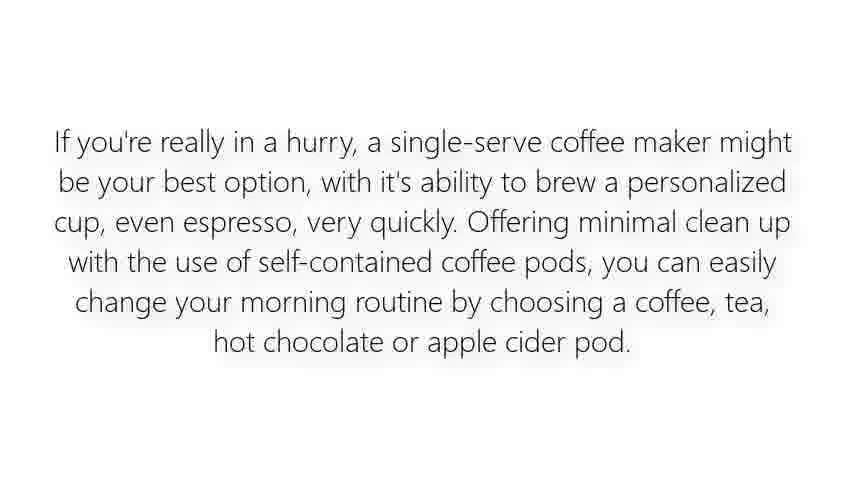 If you're really in a hurry, a single-serve coffee maker might
be your best option, with it's ability to brew a personalized
cup, even espresso, very quickly. Offering minimal clean up
with the use of self-contained coffee pods, you can easily
change your morning routine by choosing a coffee, tea,
hot chocolate or apple cider pod.